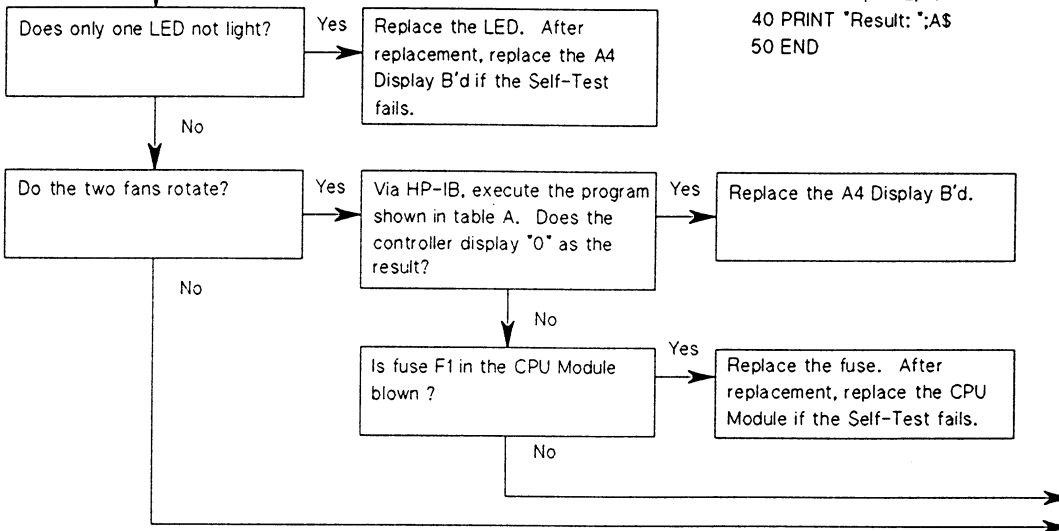 Does only one LED not light?
Yes
Replace the LED. After
replacement, replace the A4
Display B'd if the Self-Test
fails.
40 PRINT "Result: ";A$
50 END
No
Do the two fans rotate?
Yes
Via HP-IB, execute the program
shown in table A. Does the
controller display "0" as the
result?
Yes
Replace the A4 Display B'd.
No
No
Is fuse F1 in the CPU Module
blown ?
Yes
Replace the fuse. After
replacement, replace the CPU
Module if the Self-Test fails.
No